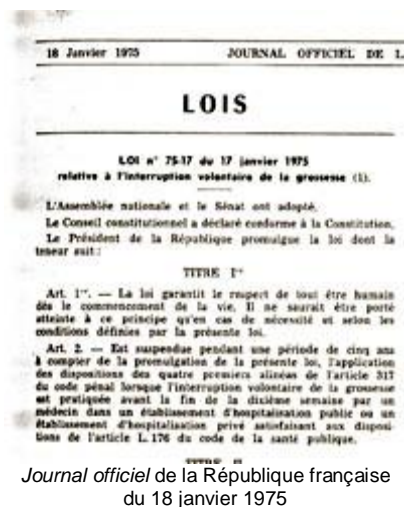 18 Janvier 1975 JOURNAL OFFICIEL DE L
LOIS
LOI n° 75-17 du 17 janvier 1975
relative à l'interruption volontaire de la grossesse (1).
L'Assemblée nationale et le Sénat ont adopté,
Le Conseil constitutionnel a déclaré conforme à la Constitution,
Le Président de la République promulgue la loi dont la
teneur suit :
TITRE Ier
Art. 1er. — La loi garantit le respect de tout être humain
dès le commencement de la vie. Il ne saurait être porté
atteinte à ce principe qu'en cas de nécessité et selon les
conditions définies par la présente loi.
Art. 2. — Est suspendue pendant une période de cinq ans
à compter de la promulgation de la présente loi, l'application
des dispositions des quatre premiers alinéas de l'article 317
du code pénal lorsque l'interruption volontaire de la grossesse
est pratiquée avant la fin de la dixième semaine par un
médecin dans un établissement d'hospitalisation public ou un
établissement d'hospitalisation privé satisfaisant aux disposi-
tions de l'article L. 176 du code de la santé publique.
TITRE II
Journal officiel de la République française
du 18 janvier 1975